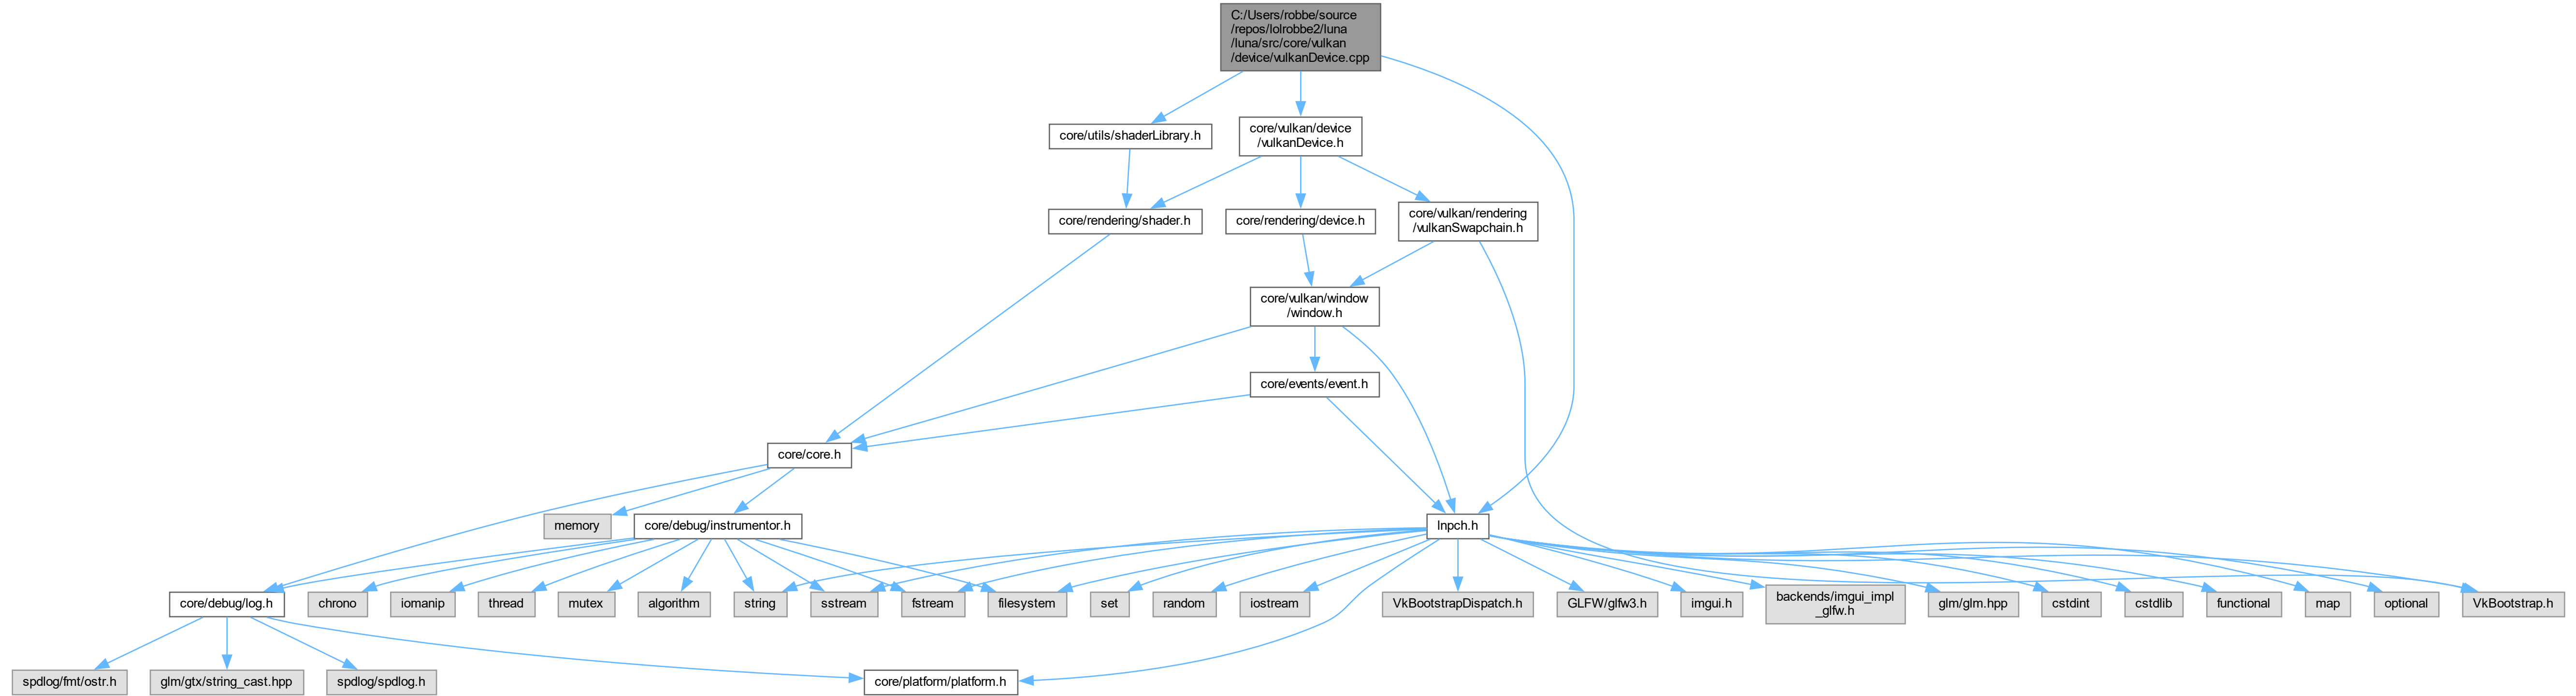 C:/Users/robbe/source
/repos/lolrobbe2/luna
/luna/src/core/vulkan
/device/vulkanDevice.cpp
core/utils/shaderLibrary.h
core/vulkan/device
/vulkanDevice.h
core/rendering/shader.h
core/rendering/device.h
core/vulkan/rendering
/vulkanSwapchain.h
core/vulkan/window
/window.h
core/events/event.h
core/core.h
memory
core/debug/instrumentor.h
lnpch.h
core/debug/log.h
chrono
iomanip
thread
mutex
algorithm
string
sstream
fstream
filesystem
set
random
iostream
VkBootstrapDispatch.h
GLFW/glfw3.h
imgui.h
backends/imgui_impl
_glfw.h
glm/glm.hpp
cstdint
cstdlib
functional
map
optional
VkBootstrap.h
spdlog/fmt/ostr.h
glm/gtx/string_cast.hpp
spdlog/spdlog.h
core/platform/platform.h